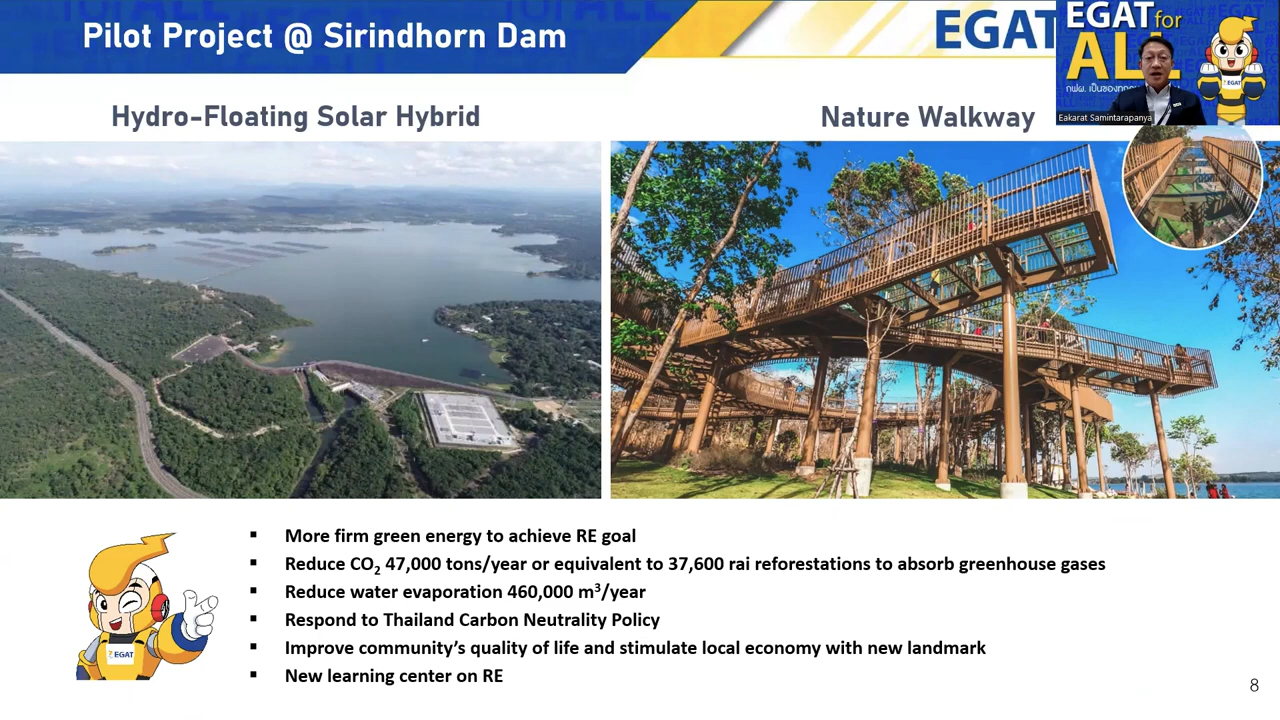 Pilot Project @ Sirindhorn Dam
EGAT
EGAT for
ALL
Eakarat Samintarapanya
EGAT
Hydro-Floating Solar Hybrid
Nature Walkway
▪ More firm green energy to achieve RE goal
▪ Reduce CO₂ 47,000 tons/year or equivalent to 37,600 rai reforestations to absorb greenhouse gases
▪ Reduce water evaporation 460,000 m³/year
▪ Respond to Thailand Carbon Neutrality Policy
▪ Improve community’s quality of life and stimulate local economy with new landmark
▪ New learning center on RE
EGAT
8